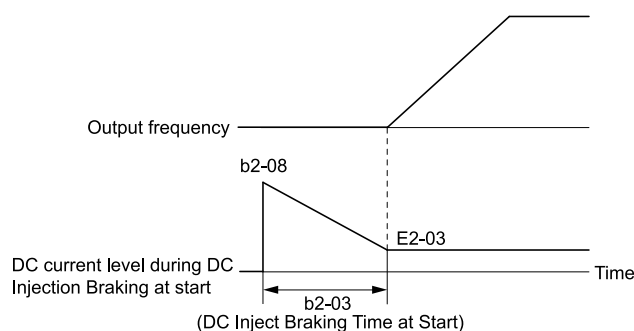 Output frequency
b2-08
E2-03
DC current level during DC
Injection Braking at start
Time
b2-03
(DC Inject Braking Time at Start)